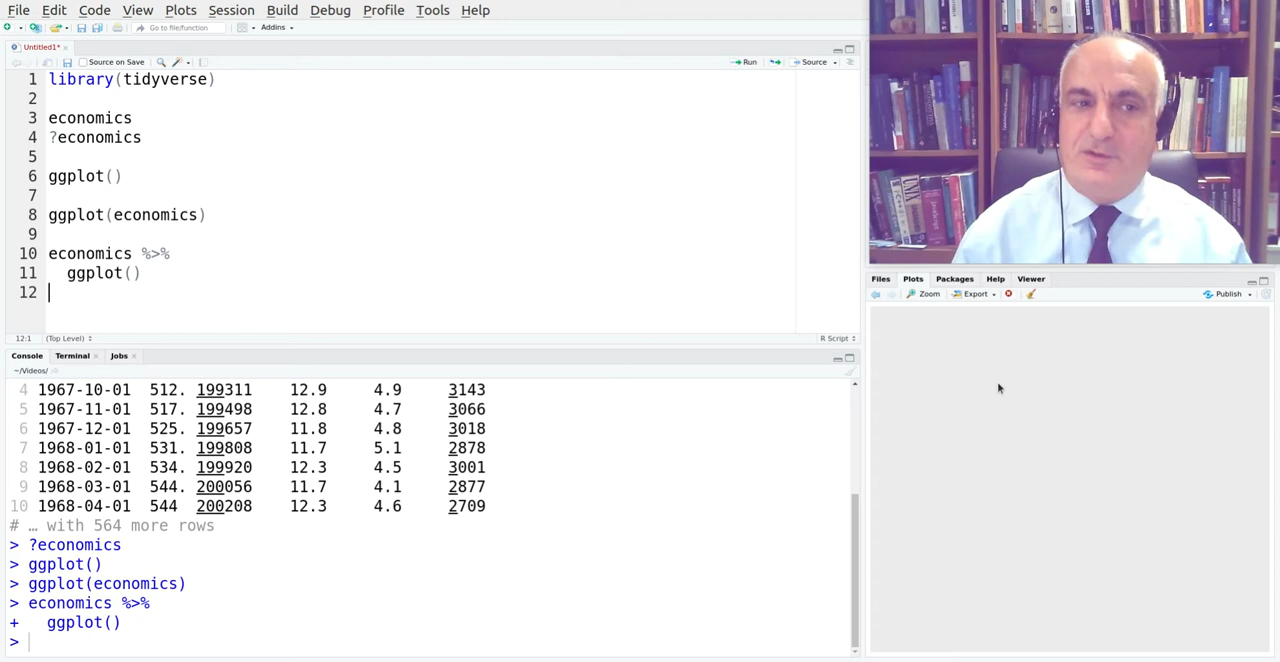 File Edit Code View Plots Session Build Debug Profile Tools Help
Go to file/function Addins
Untitled1*
Source on Save Run Source
1 library(tidyverse)
2
3 economics
4 ?economics
5
6 ggplot()
7
8 ggplot(economics)
9
10 economics %>%
11 ggplot()
12
12:1 (Top Level) R Script
Console Terminal Jobs
~/Videos/
4 1967-10-01 512. 199311 12.9 4.9 3143
5 1967-11-01 517. 199498 12.8 4.7 3066
6 1967-12-01 525. 199657 11.8 4.8 3018
7 1968-01-01 531. 199808 11.7 5.1 2878
8 1968-02-01 534. 199920 12.3 4.5 3001
9 1968-03-01 544. 200056 11.7 4.1 2877
10 1968-04-01 544 200208 12.3 4.6 2709
# … with 564 more rows
> ?economics
> ggplot()
> ggplot(economics)
> economics %>%
+ ggplot()
>
Files Plots Packages Help Viewer
Zoom Export Publish